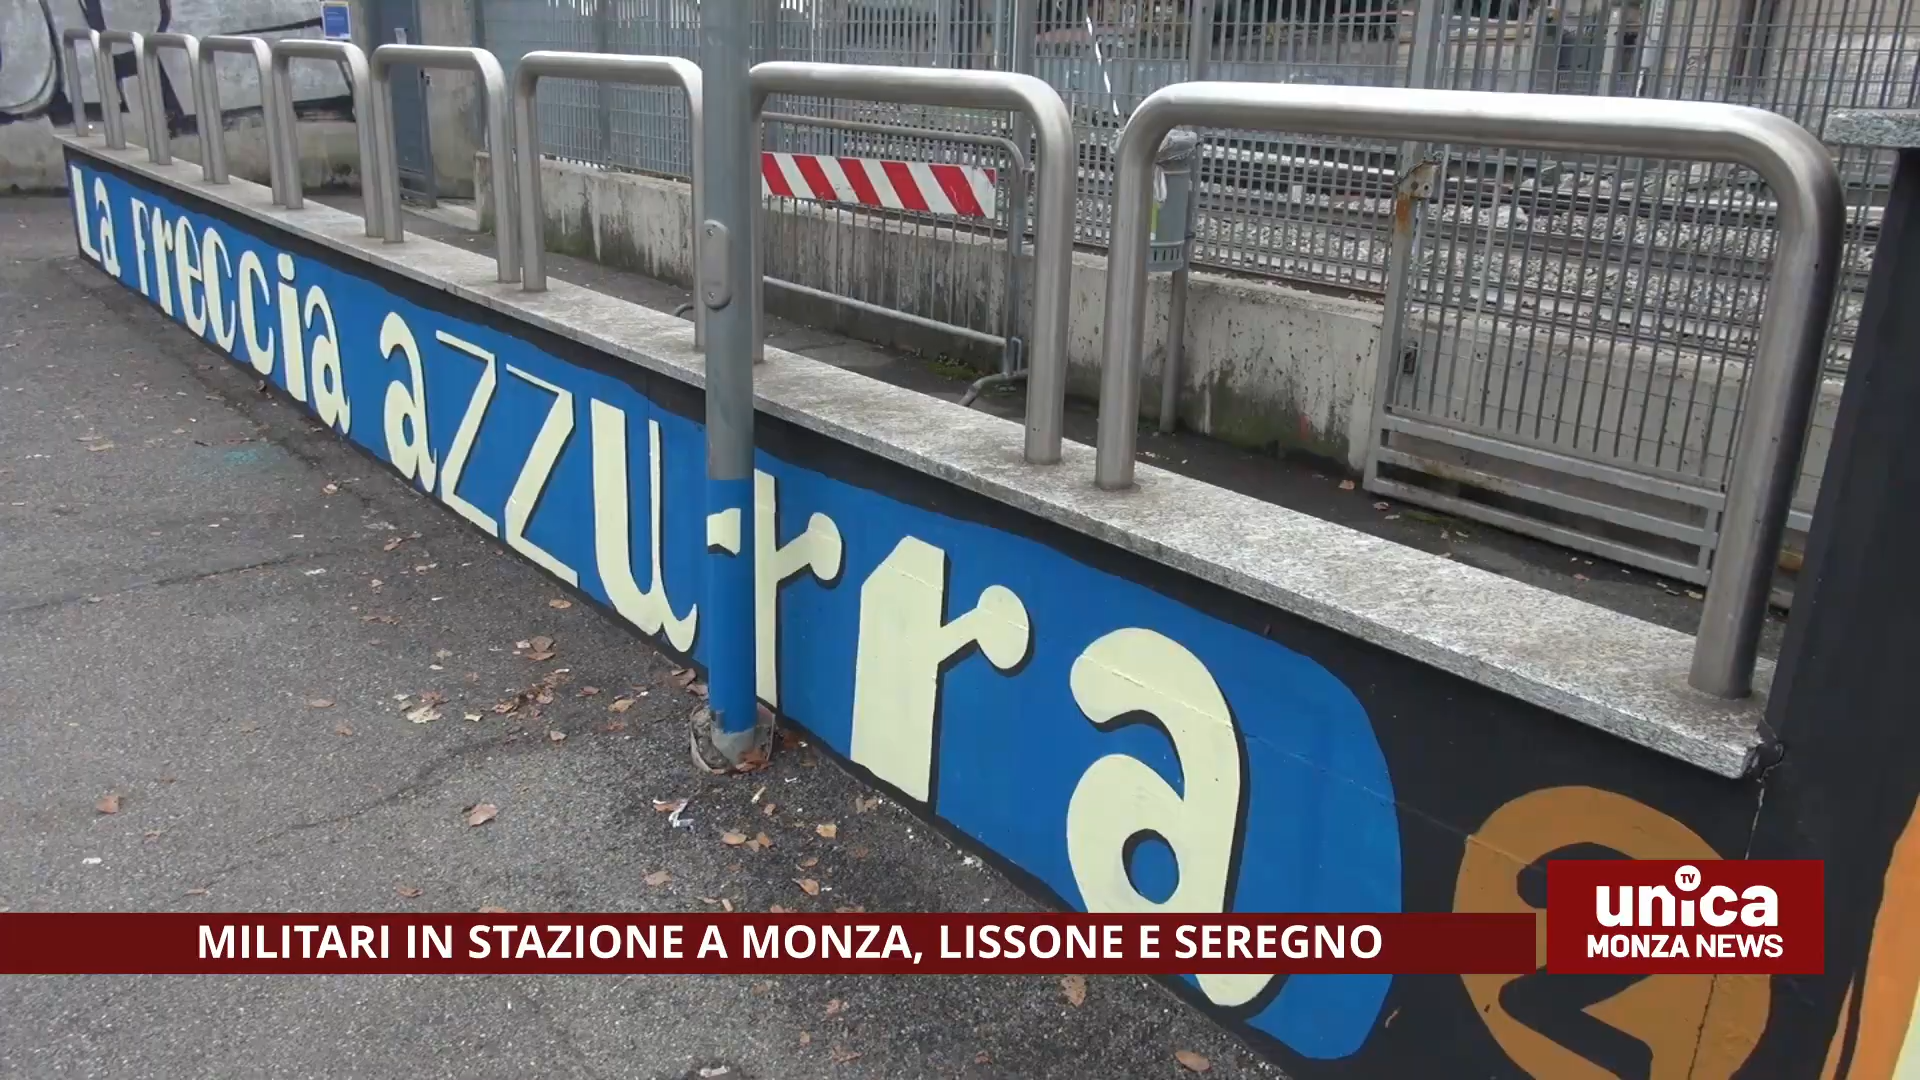 La freccia azzurra
MILITARI IN STAZIONE A MONZA, LISSONE E SEREGNO
TV
unica
MONZA NEWS